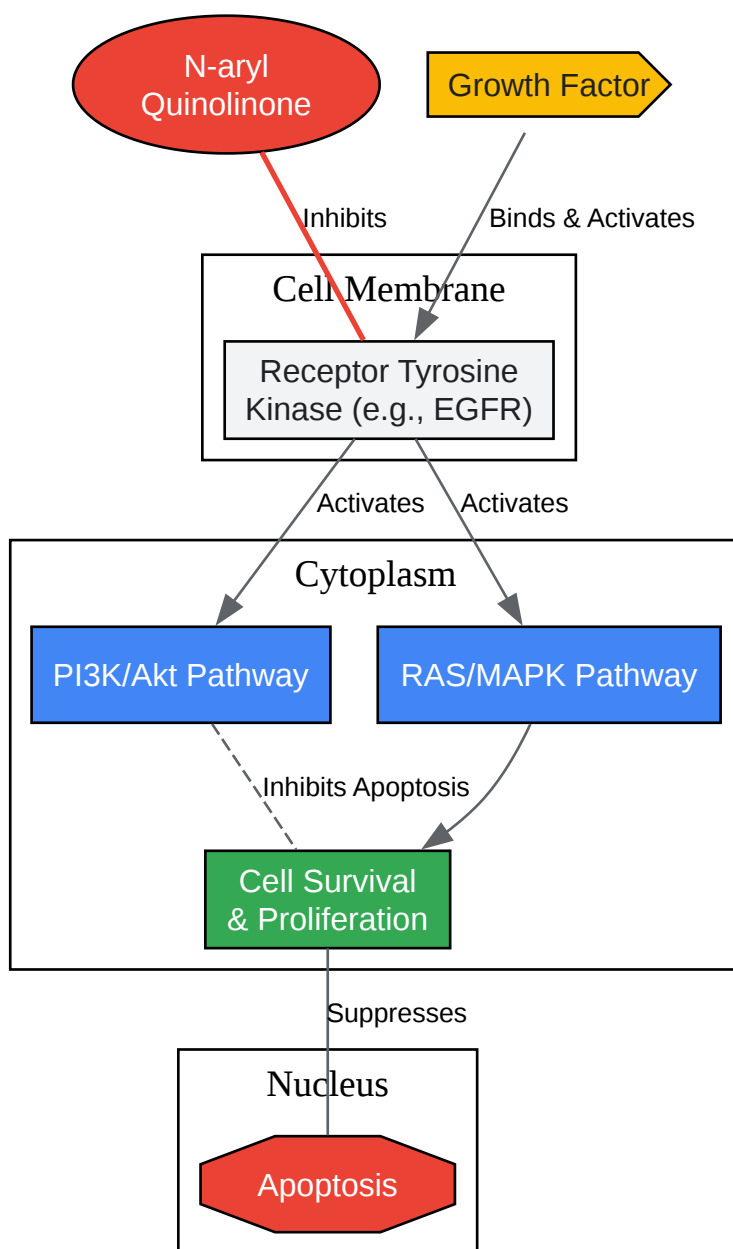 N-aryl
Quinolinone
Growth Factor
Inhibits
Binds & Activates
Cell Membrane
Receptor Tyrosine
Kinase (e.g., EGFR)
Activates
Activates
Cytoplasm
PI3K/Akt Pathway
RAS/MAPK Pathway
Inhibits Apoptosis
Cell Survival
& Proliferation
Suppresses
Nucleus
Apoptosis